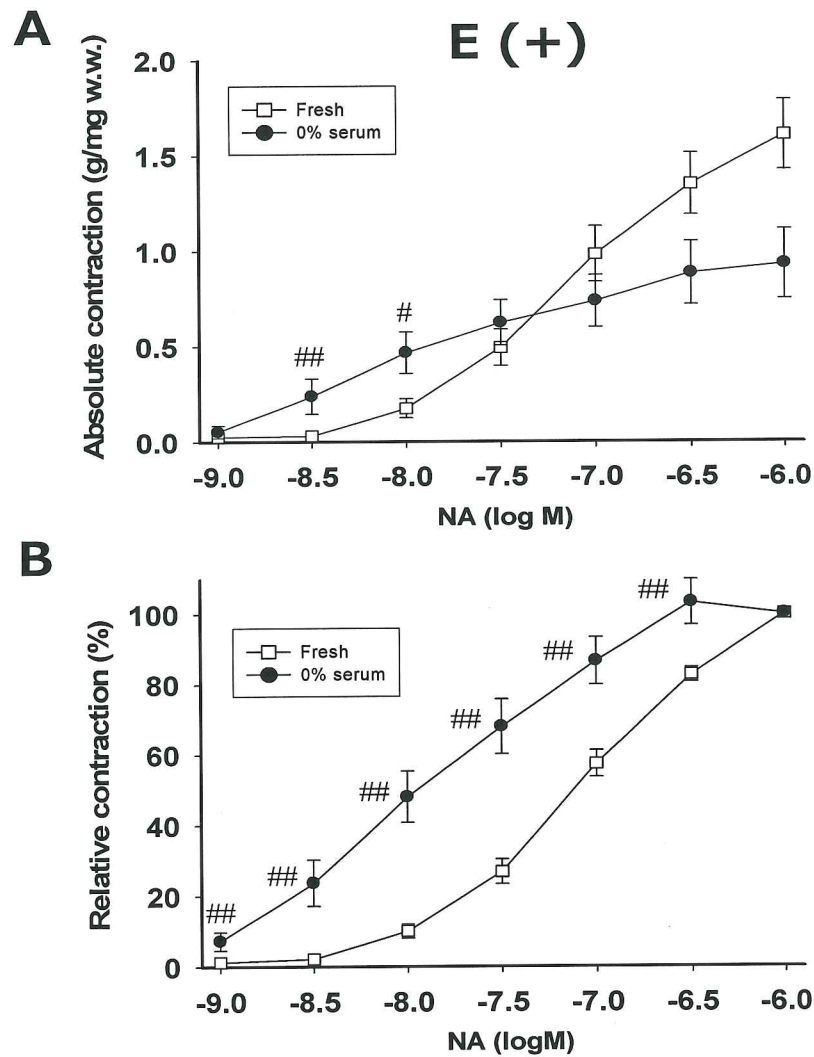 A
E (+)
Absolute contraction (g/mg w.w.)
2.0
1.5
1.0
0.5
0.0
Fresh
0% serum
##
#
-9.0 -8.5 -8.0 -7.5 -7.0 -6.5 -6.0
NA (log M)
B
Relative contraction (%)
100
80
60
40
20
0
Fresh
0% serum
##
##
##
##
##
##
-9.0 -8.5 -8.0 -7.5 -7.0 -6.5 -6.0
NA (logM)